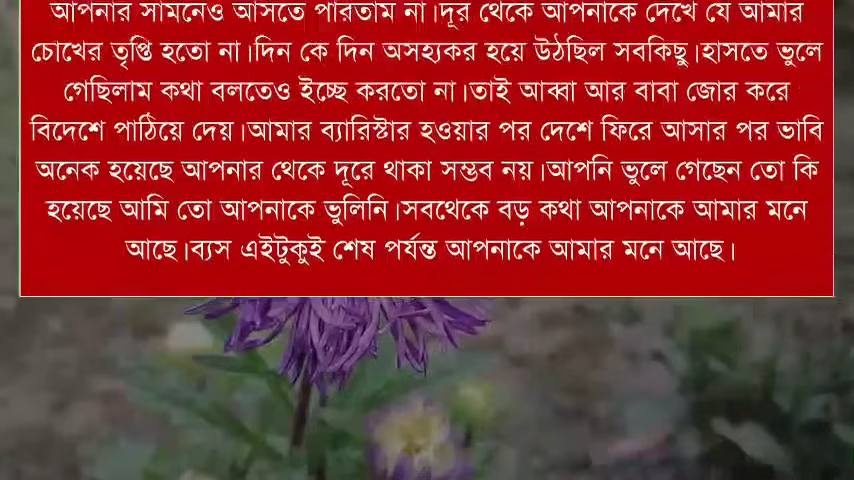 আপনার সামনেও আসতে পারতাম না।দূর থেকে আপনাকে দেখে যে আমার
চোখের তৃপ্তি হতো না।দিন কে দিন অসহ্যকর হয়ে উঠছিল সবকিছু।হাসতে ভুলে
গেছিলাম কথা বলতেও ইচ্ছে করতো না।তাই আব্বা আর বাবা জোর করে
বিদেশে পাঠিয়ে দেয়।আমার ব্যারিস্টার হওয়ার পর দেশে ফিরে আসার পর ভাবি
অনেক হয়েছে আপনার থেকে দূরে থাকা সম্ভব নয়।আপনি ভুলে গেছেন তো কি
হয়েছে আমি তো আপনাকে ভুলিনি।সবথেকে বড় কথা আপনাকে আমার মনে
আছে।ব্যস এইটুকুই শেষ পর্যন্ত আপনাকে আমার মনে আছে।